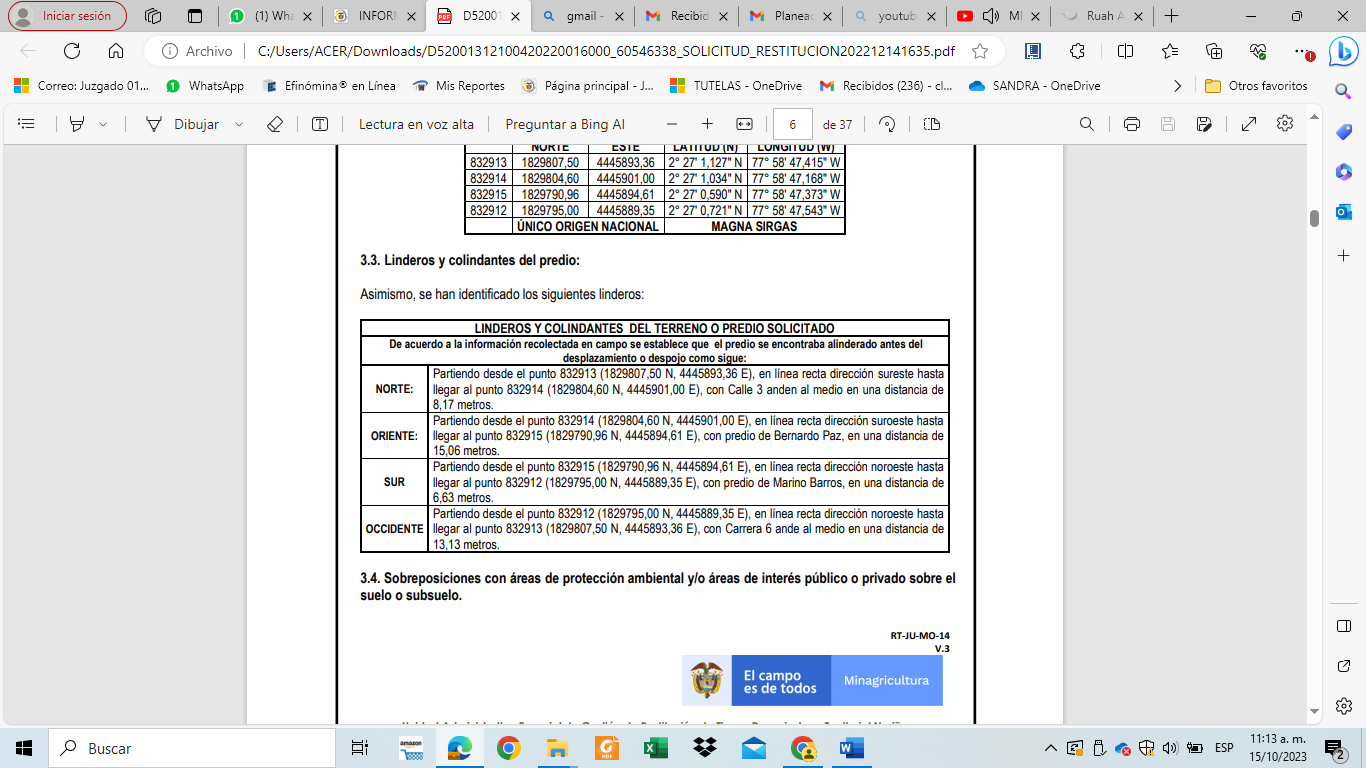 Iniciar sesión
(1) Wha
INFORM
D52001
gmail -
Recibid
Planeac
youtub
MI
Ruah A
Archivo
C:/Users/ACER/Downloads/D52001312100420220016000_60546338_SOLICITUD_RESTITUCION202212141635.pdf
Correo: Juzgado 01...
WhatsApp
Efinómina® en Línea
Mis Reportes
Página principal - J...
TUTELAS - OneDrive
Recibidos (236) - cl...
SANDRA - OneDrive
Otros favoritos
Dibujar
Lectura en voz alta
Preguntar a Bing AI
6
de 37
NORTE ESTE LATITUD (N) LONGITUD (W)
832913 1829807,50 4445893,36 2° 27' 1,127" N 77° 58' 47,415" W
832914 1829804,60 4445901,00 2° 27' 1,034" N 77° 58' 47,168" W
832915 1829790,96 4445894,61 2° 27' 0,590" N 77° 58' 47,373" W
832912 1829795,00 4445889,35 2° 27' 0,721" N 77° 58' 47,543" W
ÚNICO ORIGEN NACIONAL MAGNA SIRGAS
3.3. Linderos y colindantes del predio:
Asimismo, se han identificado los siguientes linderos:
LINDEROS Y COLINDANTES DEL TERRENO O PREDIO SOLICITADO
De acuerdo a la información recolectada en campo se establece que el predio se encontraba alinderado antes del
desplazamiento o despojo como sigue:
NORTE:
Partiendo desde el punto 832913 (1829807,50 N, 4445893,36 E), en línea recta dirección sureste hasta
llegar al punto 832914 (1829804,60 N, 4445901,00 E), con Calle 3 anden al medio en una distancia de
8,17 metros.
ORIENTE:
Partiendo desde el punto 832914 (1829804,60 N, 4445901,00 E), en línea recta dirección suroeste hasta
llegar al punto 832915 (1829790,96 N, 4445894,61 E), con predio de Bernardo Paz, en una distancia de
15,06 metros.
SUR
Partiendo desde el punto 832915 (1829790,96 N, 4445894,61 E), en línea recta dirección noroeste hasta
llegar al punto 832912 (1829795,00 N, 4445889,35 E), con predio de Marino Barros, en una distancia de
6,63 metros.
OCCIDENTE
Partiendo desde el punto 832912 (1829795,00 N, 4445889,35 E), en línea recta dirección noroeste hasta
llegar al punto 832913 (1829807,50 N, 4445893,36 E), con Carrera 6 ande al medio en una distancia de
13,13 metros.
3.4. Sobreposiciones con áreas de protección ambiental y/o áreas de interés público o privado sobre el
suelo o subsuelo.
RT-JU-MO-14
V.3
El campo
es de todos
Minagricultura
Buscar
ESP
11:13 a. m.
15/10/2023
2